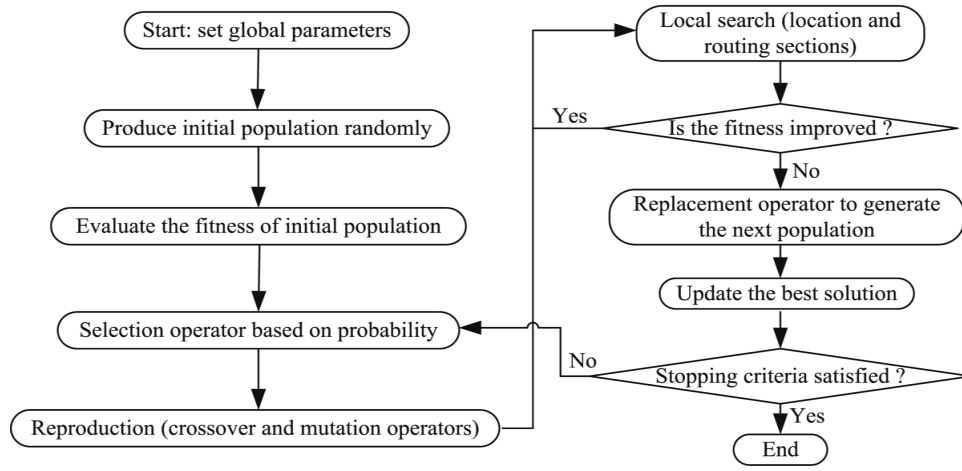 Start: set global parameters
Produce initial population randomly
Evaluate the fitness of initial population
Selection operator based on probability
Reproduction (crossover and mutation operators)
Local search (location and
routing sections)
Yes
Is the fitness improved ?
No
Replacement operator to generate
the next population
Update the best solution
No
Stopping criteria satisfied ?
Yes
End